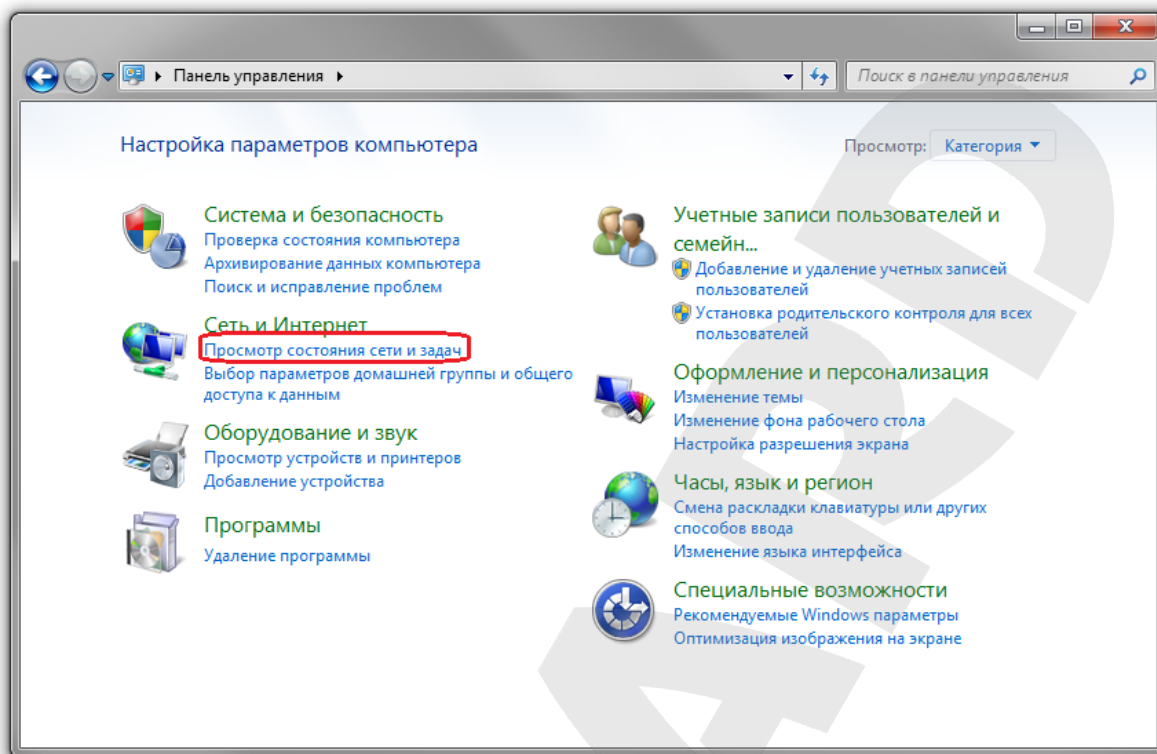 Панель управления
Поиск в панели управления
Настройка параметров компьютера
Просмотр: Категория
Система и безопасность
Проверка состояния компьютера
Архивирование данных компьютера
Поиск и исправление проблем
Сеть и Интернет
Просмотр состояния сети и задач
Выбор параметров домашней группы и общего
доступа к данным
Оборудование и звук
Просмотр устройств и принтеров
Добавление устройства
Программы
Удаление программы
Учетные записи пользователей и
семейн...
Добавление и удаление учетных записей
пользователей
Установка родительского контроля для всех
пользователей
Оформление и персонализация
Изменение темы
Изменение фона рабочего стола
Настройка разрешения экрана
Часы, язык и регион
Смена раскладки клавиатуры или других
способов ввода
Изменение языка интерфейса
Специальные возможности
Рекомендуемые Windows параметры
Оптимизация изображения на экране
ARD